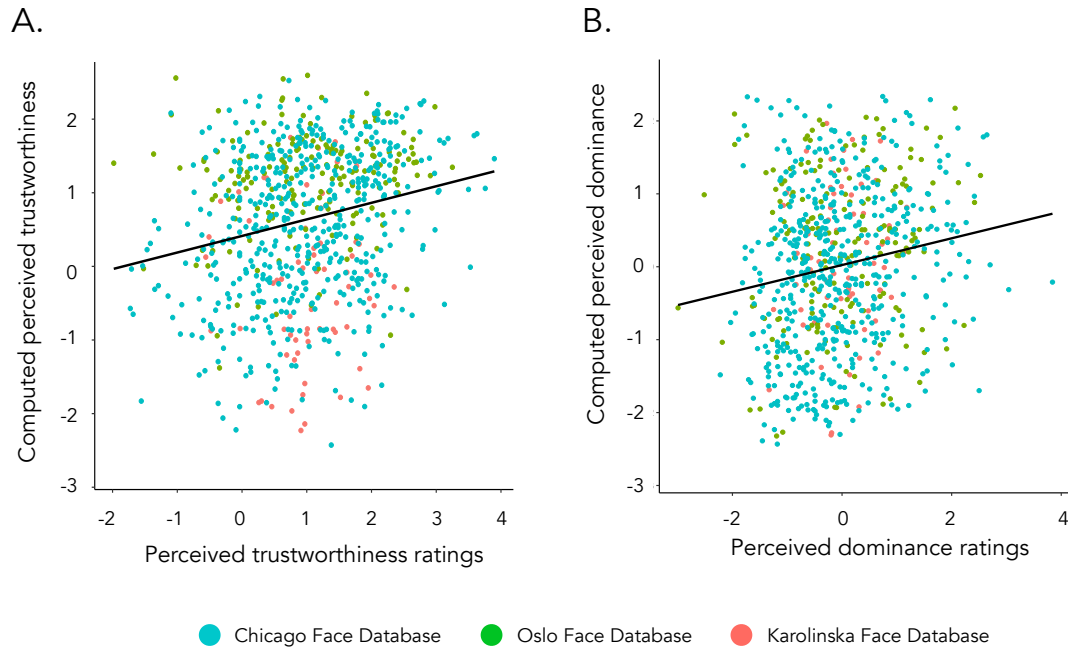 A.
B.
Computed perceived trustworthiness
2
1
0
-1
-2
-3
-2 -1 0 1 2 3 4
Perceived trustworthiness ratings
Computed perceived dominance
2
1
0
-1
-2
-3
-2 0 2 4
Perceived dominance ratings
Chicago Face Database Oslo Face Database Karolinska Face Database